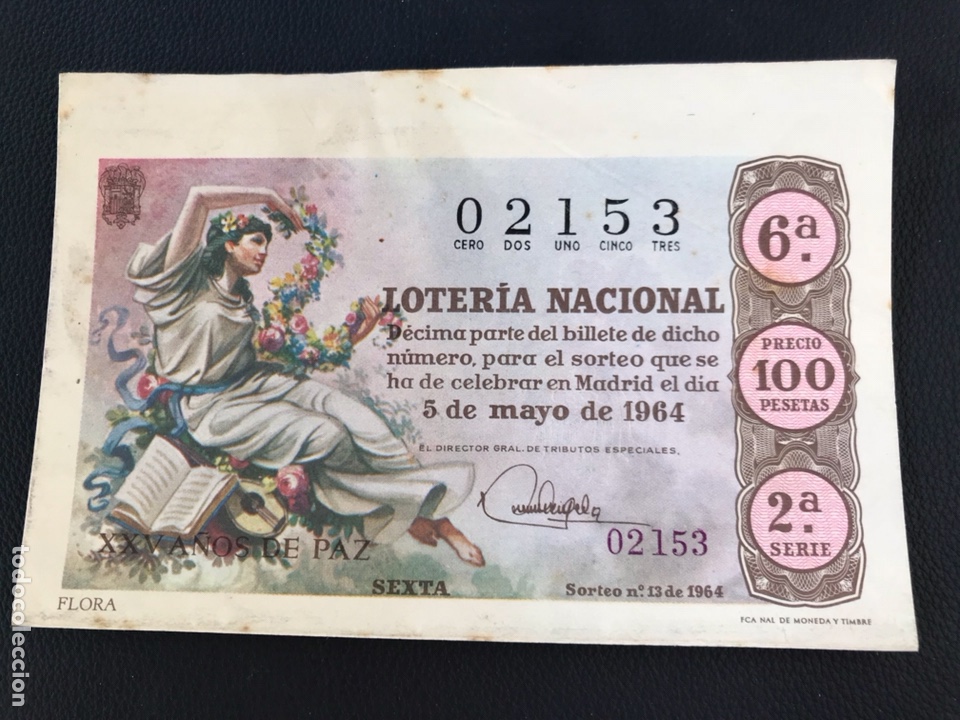 02153
CERO DOS UNO CINCO TRES
LOTERÍA NACIONAL
Décima parte del billete de dicho
número, para el sorteo que se
ha de celebrar en Madrid el dia
5 de mayo de 1964
EL DIRECTOR GRAL. DE TRIBUTOS ESPECIALES,
02153
XXV AÑOS DE PAZ
SEXTA
Sorteo nº. 13 de 1964
FLORA
6ª
PRECIO
100
PESETAS
2ª
SERIE
FCA NAL DE MONEDA Y TIMBRE
todocoleccion